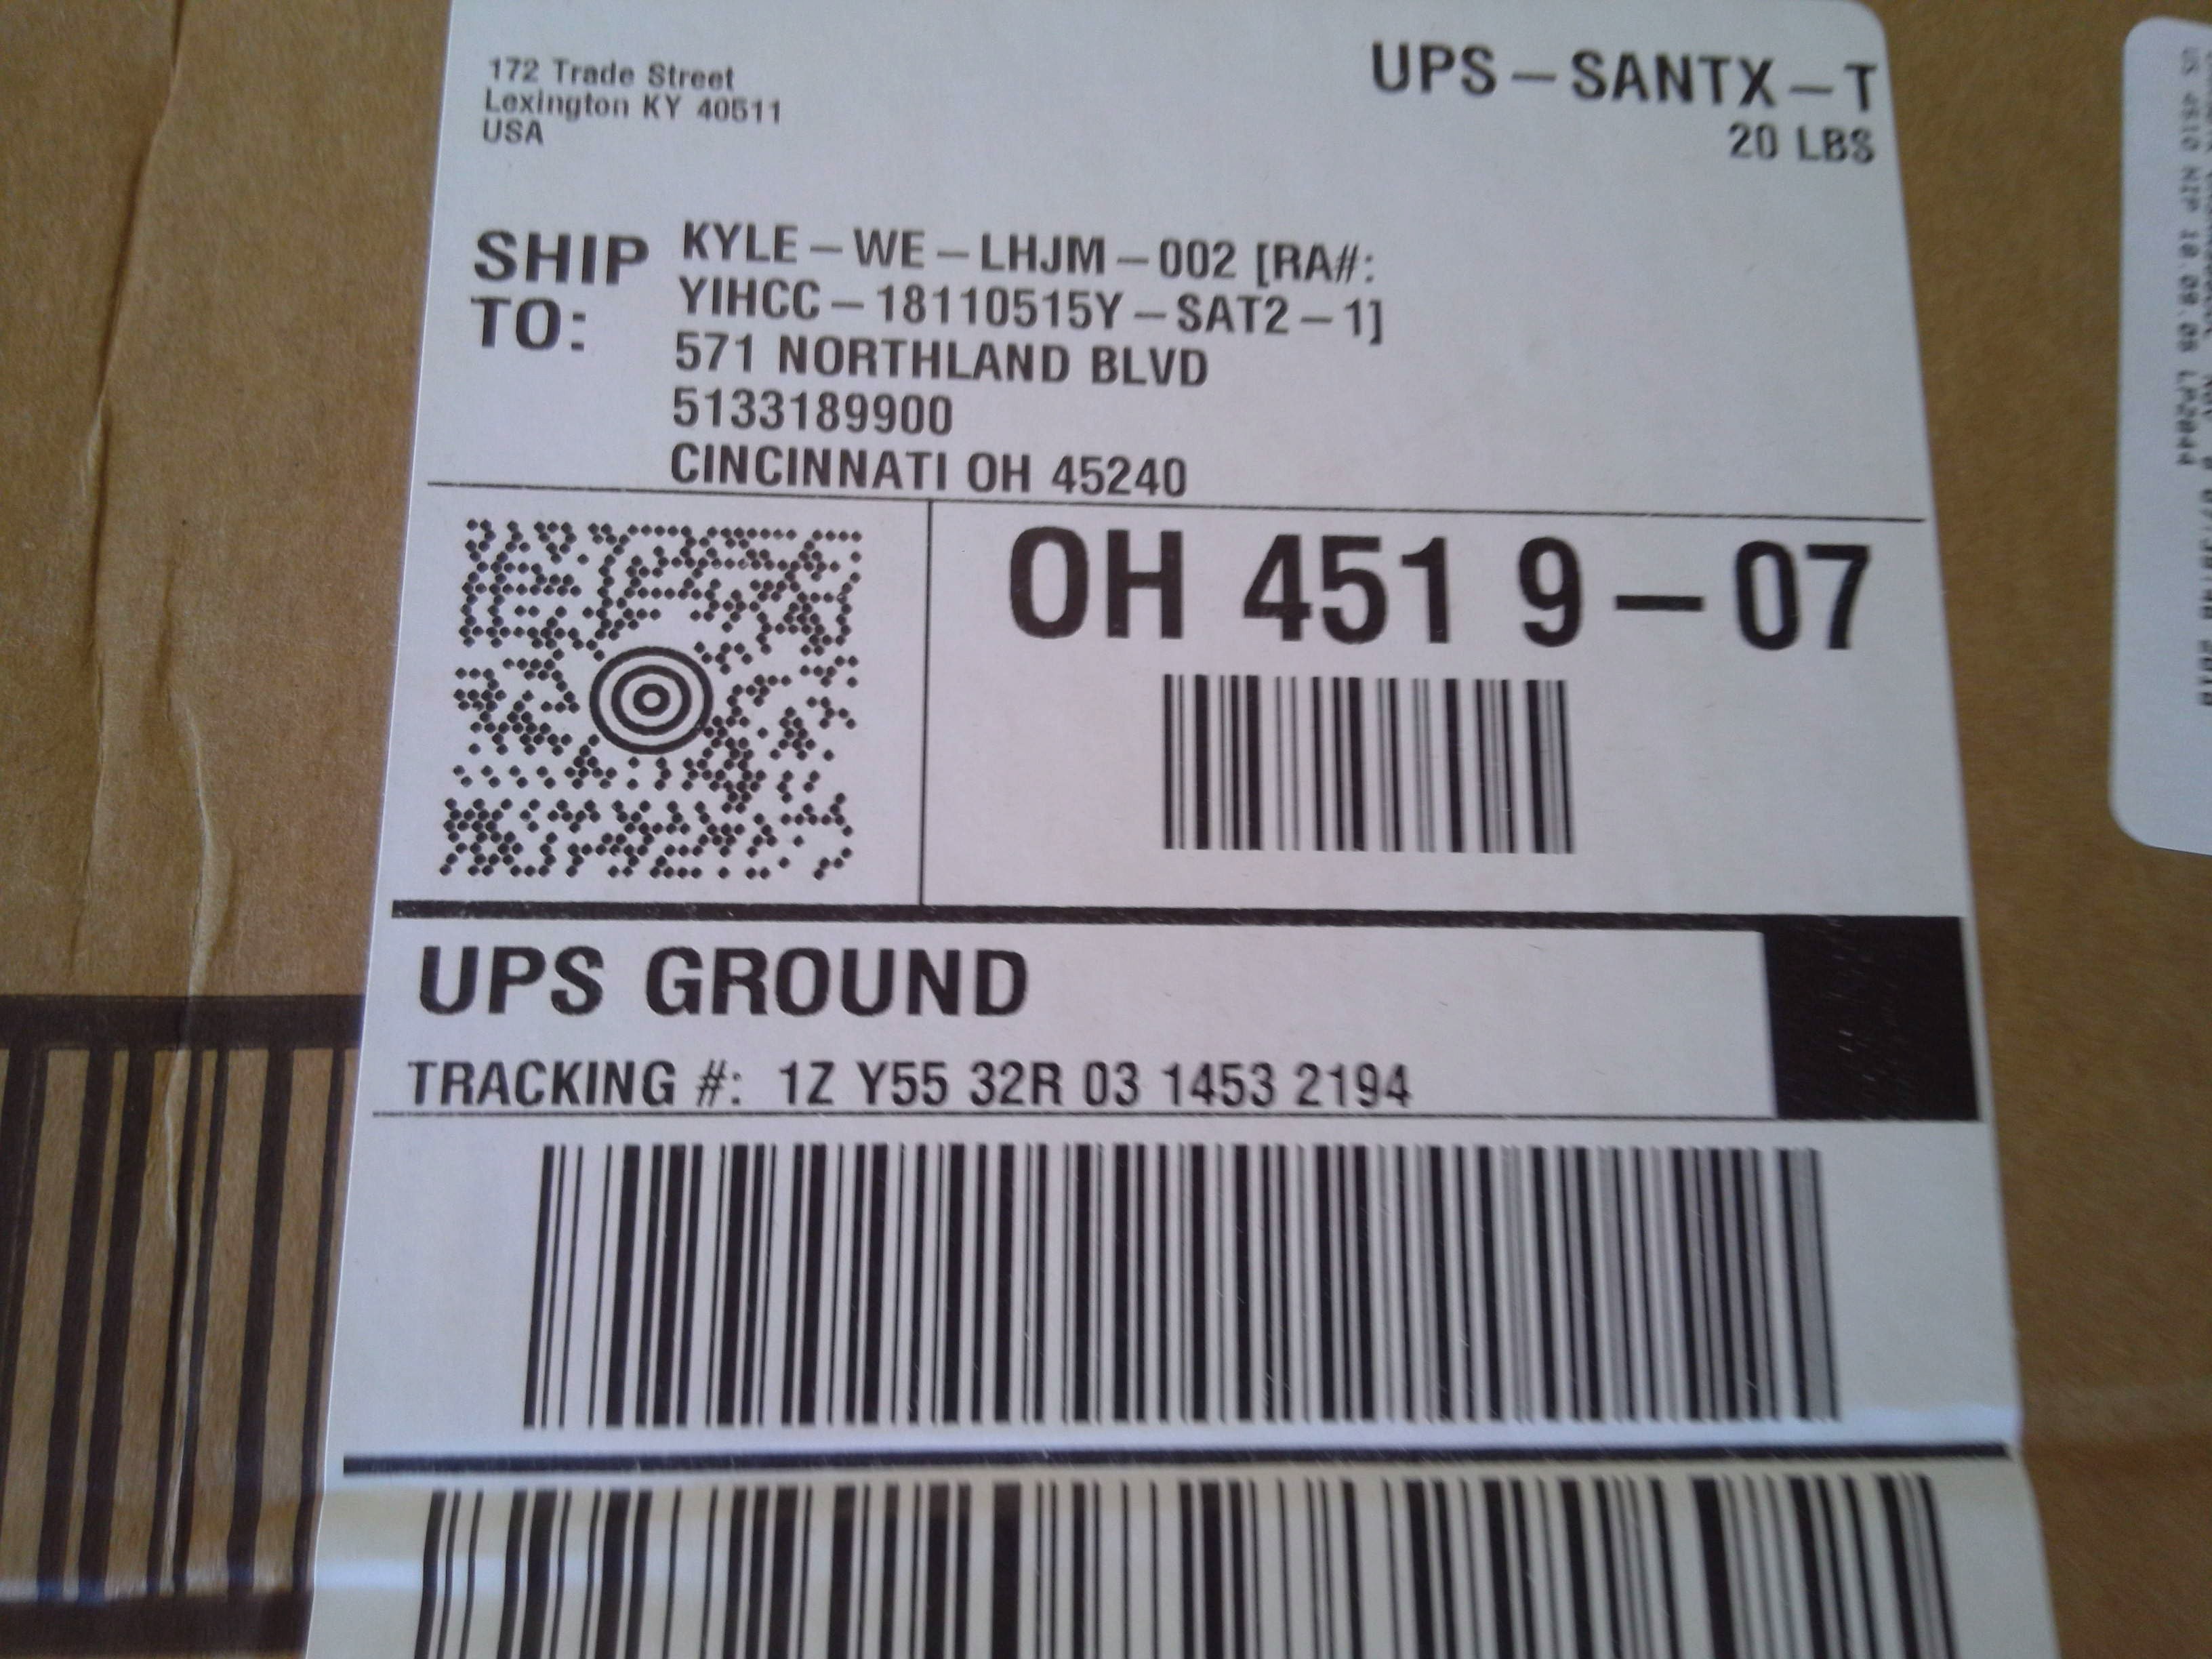 172 Trade Street
Lexington KY 40511
USA
UPS – SANTX – T
20 LBS
SHIP TO:
KYLE – WE – LHJM – 002 [RA#:
YIHCC – 18110515Y – SAT2 – 1]
571 NORTHLAND BLVD
5133189900
CINCINNATI OH 45240
OH 451 9 – 07
UPS GROUND
TRACKING #: 1Z Y55 32R 03 1453 2194